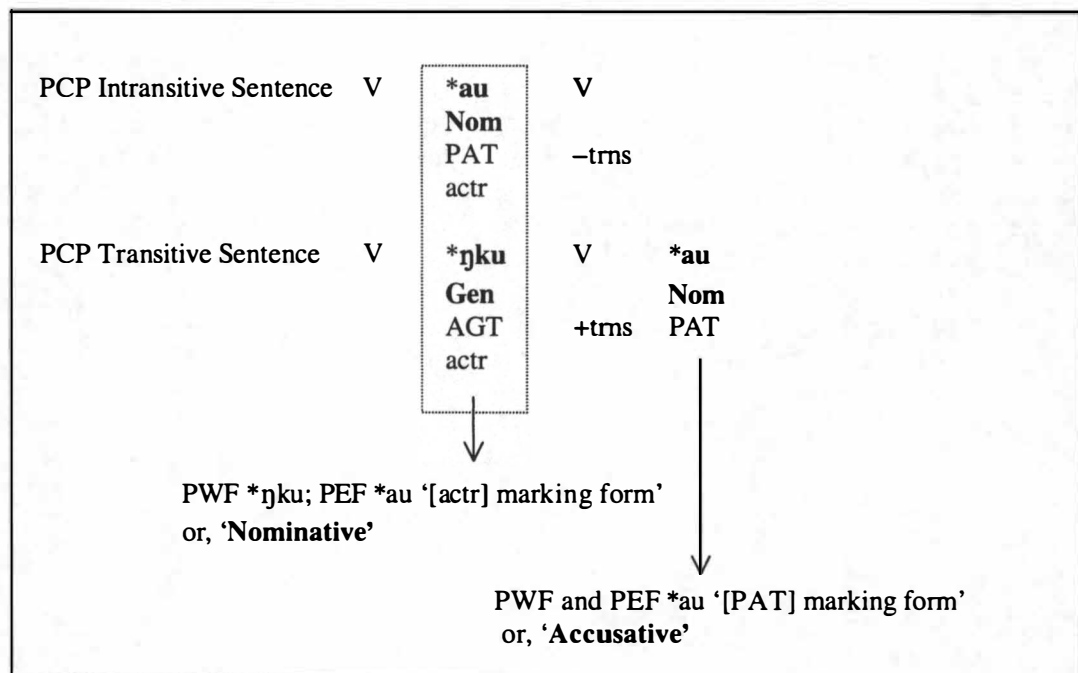 PCP Intransitive Sentence V *au V
Nom
PAT –trns
actr
PCP Transitive Sentence V *ŋku V *au
Gen Nom
AGT +trns PAT
actr
PWF *ŋku; PEF *au ‘[actr] marking form’
or, ‘Nominative’
PWF and PEF *au ‘[PAT] marking form’
or, ‘Accusative’